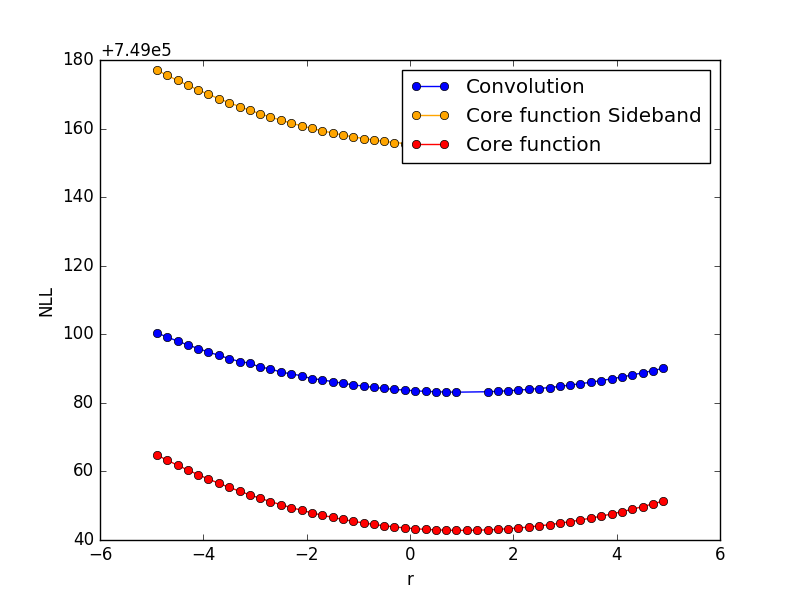 +7.49e5
180
160
140
120
100
80
60
40
NLL
Convolution
Core function Sideband
Core function
−6
−4
−2
0
2
4
6
r